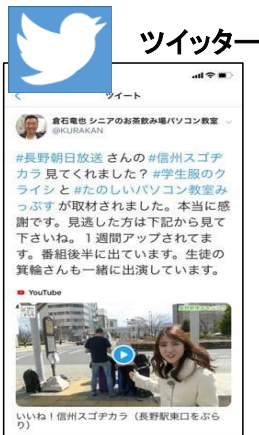 ツイッター
ツイート
倉石竜也 シニアのお茶飲み場パソコン教室
@KURAKAN
#長野朝日放送 さんの #信州スゴヂ
カラ 見てくれました？ #学生服のク
ライシ と #たのしいパソコン教室み
っぷす が取材されました。本当に感
謝です。見逃した方は下記から見て
下さいね。１週間アップされてま
す。番組後半に出ています。生徒の
箕輪さんも一緒に出演しています。
YouTube
いいね！信州スゴヂカラ（長野駅東口をぶら
り）